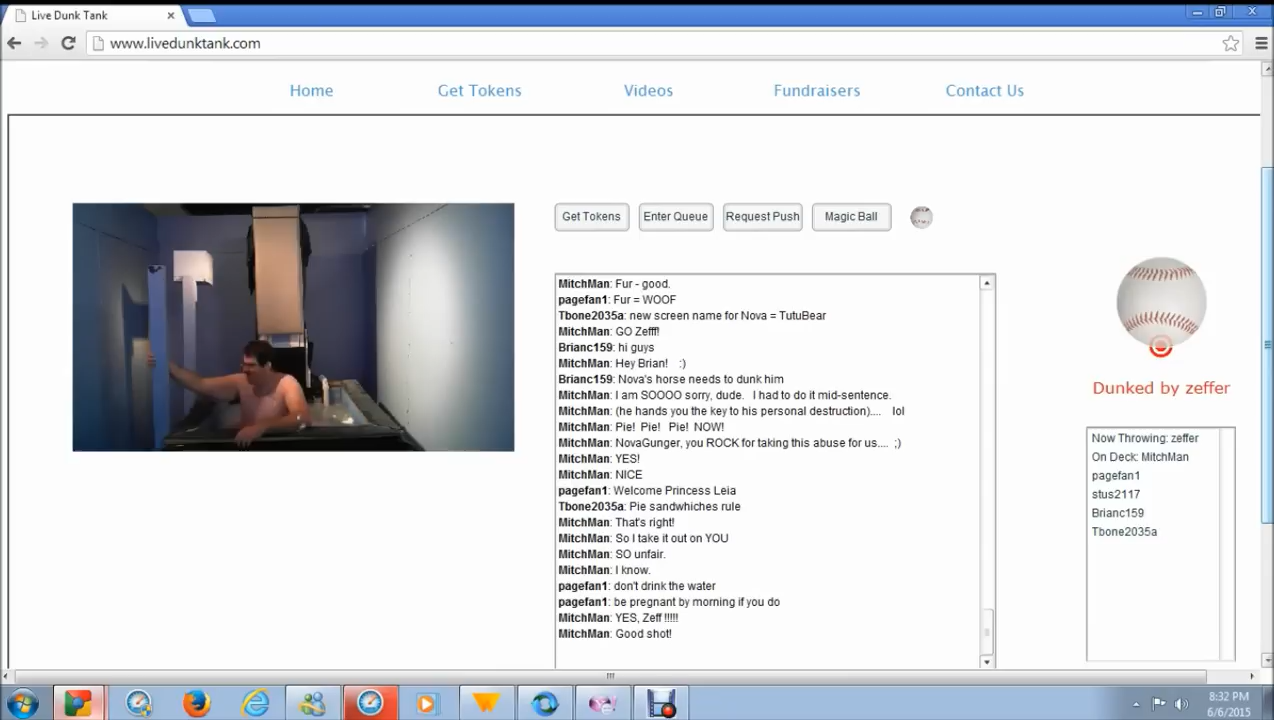 Live Dunk Tank
www.livedunktank.com
Home Get Tokens Videos Fundraisers Contact Us
Get Tokens Enter Queue Request Push Magic Ball
MitchMan: Fur - good.
pagefan1: Fur = WOOF
Tbone2035a: new screen name for Nova = TutuBear
MitchMan: GO Zefff!
Brianc159: hi guys
MitchMan: Hey Brian! :)
Brianc159: Nova's horse needs to dunk him
MitchMan: I am SOOOO sorry, dude. I had to do it mid-sentence.
MitchMan: (he hands you the key to his personal destruction).... lol
MitchMan: Pie! Pie! Pie! NOW!
MitchMan: NovaGunger, you ROCK for taking this abuse for us.... ;)
MitchMan: YES!
MitchMan: NICE
pagefan1: Welcome Princess Leia
Tbone2035a: Pie sandwhiches rule
MitchMan: That's right!
MitchMan: So I take it out on YOU
MitchMan: SO unfair.
MitchMan: I know.
pagefan1: don't drink the water
pagefan1: be pregnant by morning if you do
MitchMan: YES, Zeff !!!!!
MitchMan: Good shot!
Dunked by zeffer
Now Throwing: zeffer
On Deck: MitchMan
pagefan1
stus2117
Brianc159
Tbone2035a
8:32 PM
6/6/2015